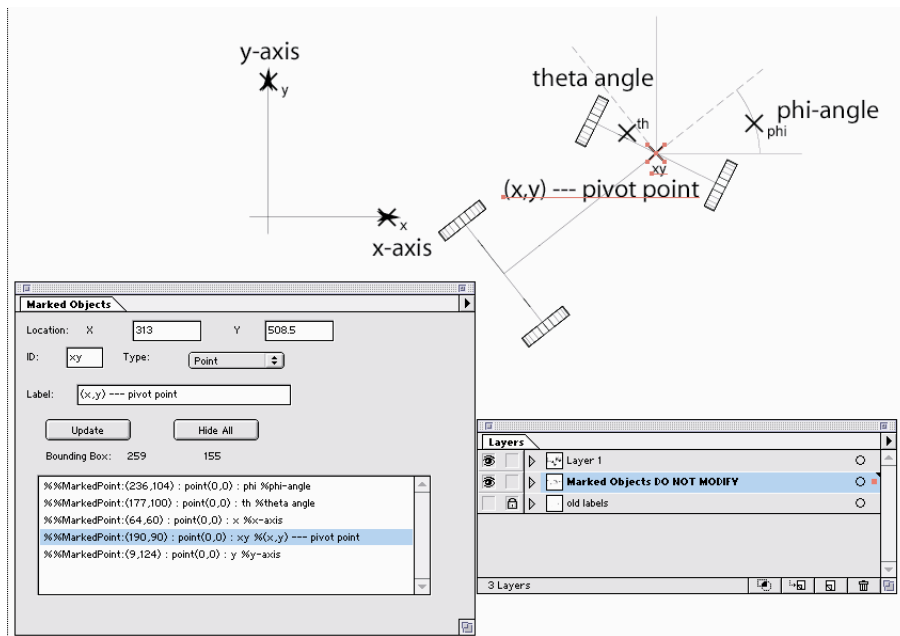 y-axis
y
theta angle
th
phi-angle
phi
xy
(x,y) --- pivot point
x
x-axis
Marked Objects
Location: X 313 Y 508.5
ID: xy Type: Point
Label: (x,y) --- pivot point
Update Hide All
Bounding Box: 259 155
%%MarkedPoint:(236,104) : point(0,0) : phi %phi-angle
%%MarkedPoint:(177,100) : point(0,0) : th %theta angle
%%MarkedPoint:(64,60) : point(0,0) : x %x-axis
%%MarkedPoint:(190,90) : point(0,0) : xy %(x,y) --- pivot point
%%MarkedPoint:(9,124) : point(0,0) : y %y-axis
Layers
Layer 1
Marked Objects DO NOT MODIFY
old labels
3 Layers